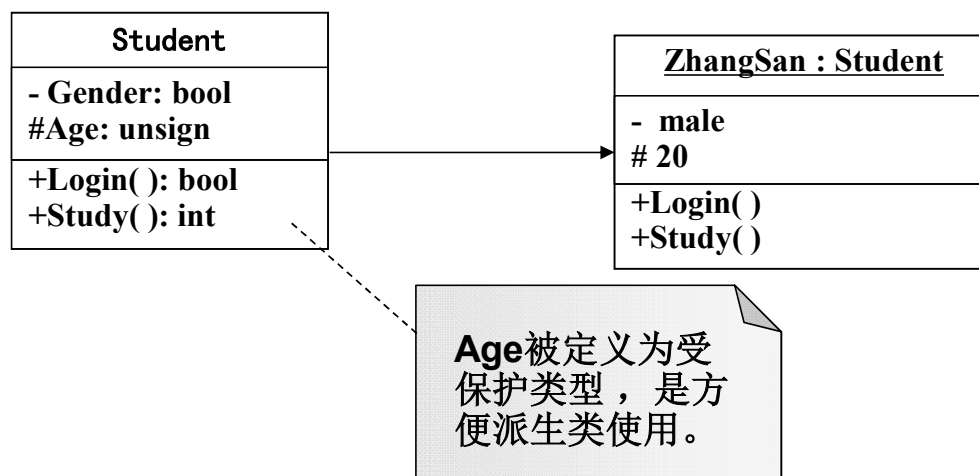 Student
- Gender: bool
#Age: unsign
+Login( ): bool
+Study( ): int
ZhangSan : Student
- male
# 20
+Login( )
+Study( )
Age被定义为受
保护类型，是方
便派生类使用。